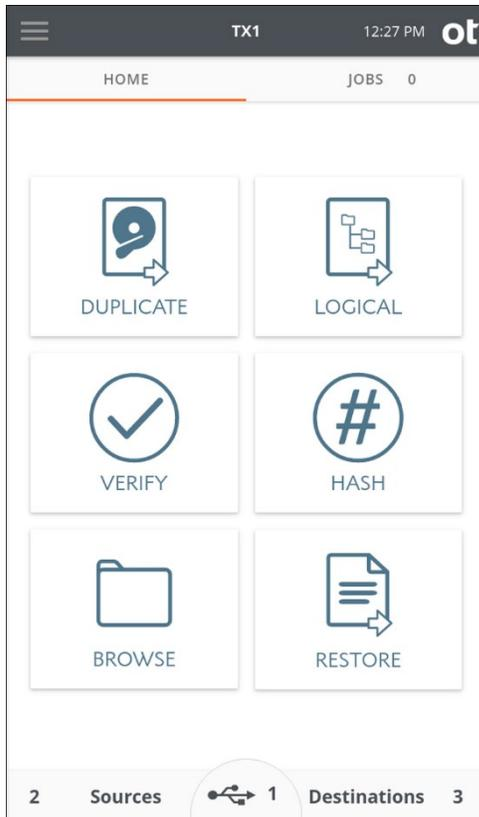 TX1 12:27 PM ot
HOME JOBS 0
DUPLICATE LOGICAL
VERIFY # HASH
BROWSE RESTORE
2 Sources 1 Destinations 3